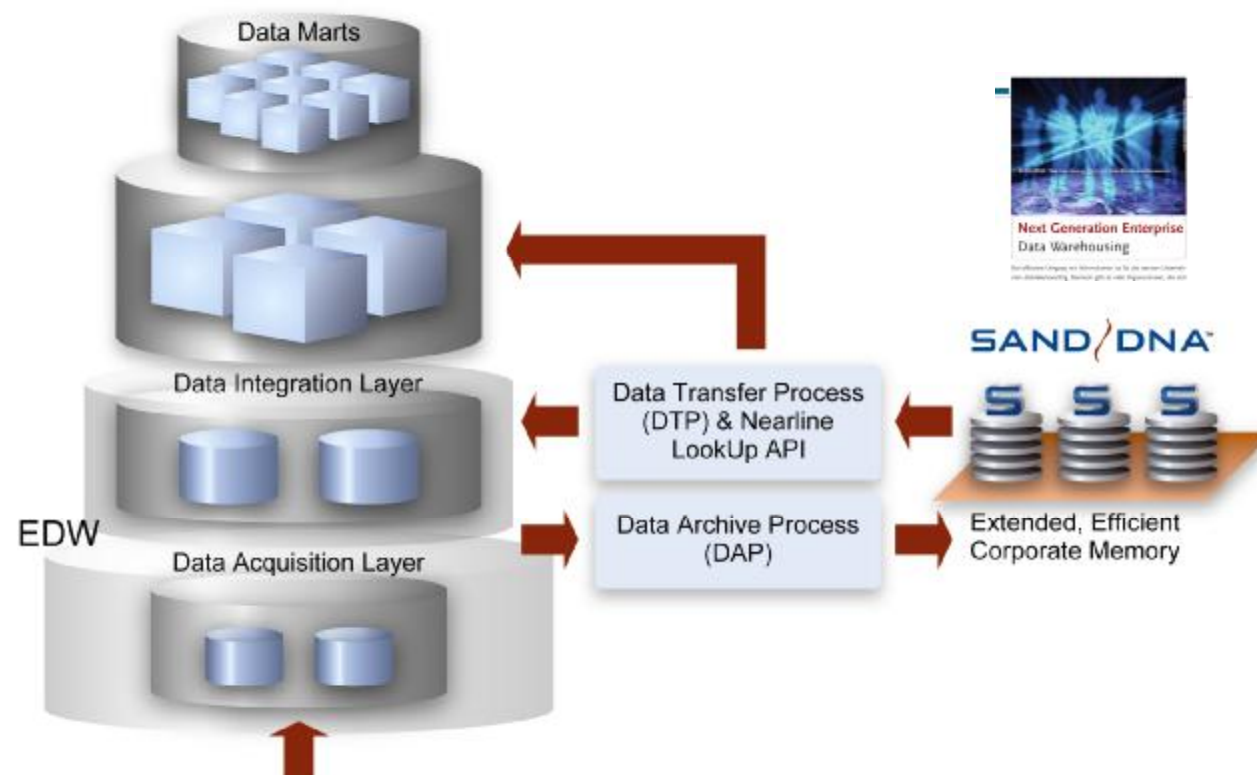 Data Marts
Next Generation Enterprise
Data Warehousing
SAND/DNA™
Data Integration Layer
Data Transfer Process
(DTP) & Nearline
LookUp API
S S S
EDW
Data Acquisition Layer
Data Archive Process
(DAP)
Extended, Efficient
Corporate Memory